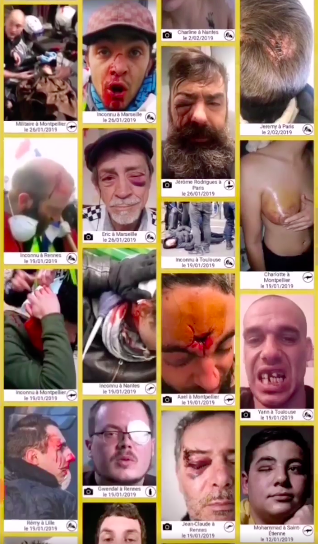 Militaire à Montpellier
le 26/01/2019
Inconnu à Rennes
le 19/01/2019
Inconnu à Montpellier
le 19/01/2019
Rémy à Lille
le 19/01/2019
Inconnu à Marseille
le 26/01/2019
Eric à Marseille
le 26/01/2019
Inconnu à Nantes
le 19/01/2019
Gwendal à Rennes
le 19/01/2019
Charline à Nantes
le 2/02/2019
Jérôme Rodrigues à
Paris
le 26/01/2019
Inconnu à Toulouse
le 19/01/2019
Axel à Montpellier
le 19/01/2019
Jean-Claude à
Rennes
le 19/01/2019
Jeremy à Paris
le 2/02/2019
Charlotte à
Montpellier
le 19/01/2019
Yann à Toulouse
le 19/01/2019
Mohammed à Saint
Etienne
le 12/01/2019